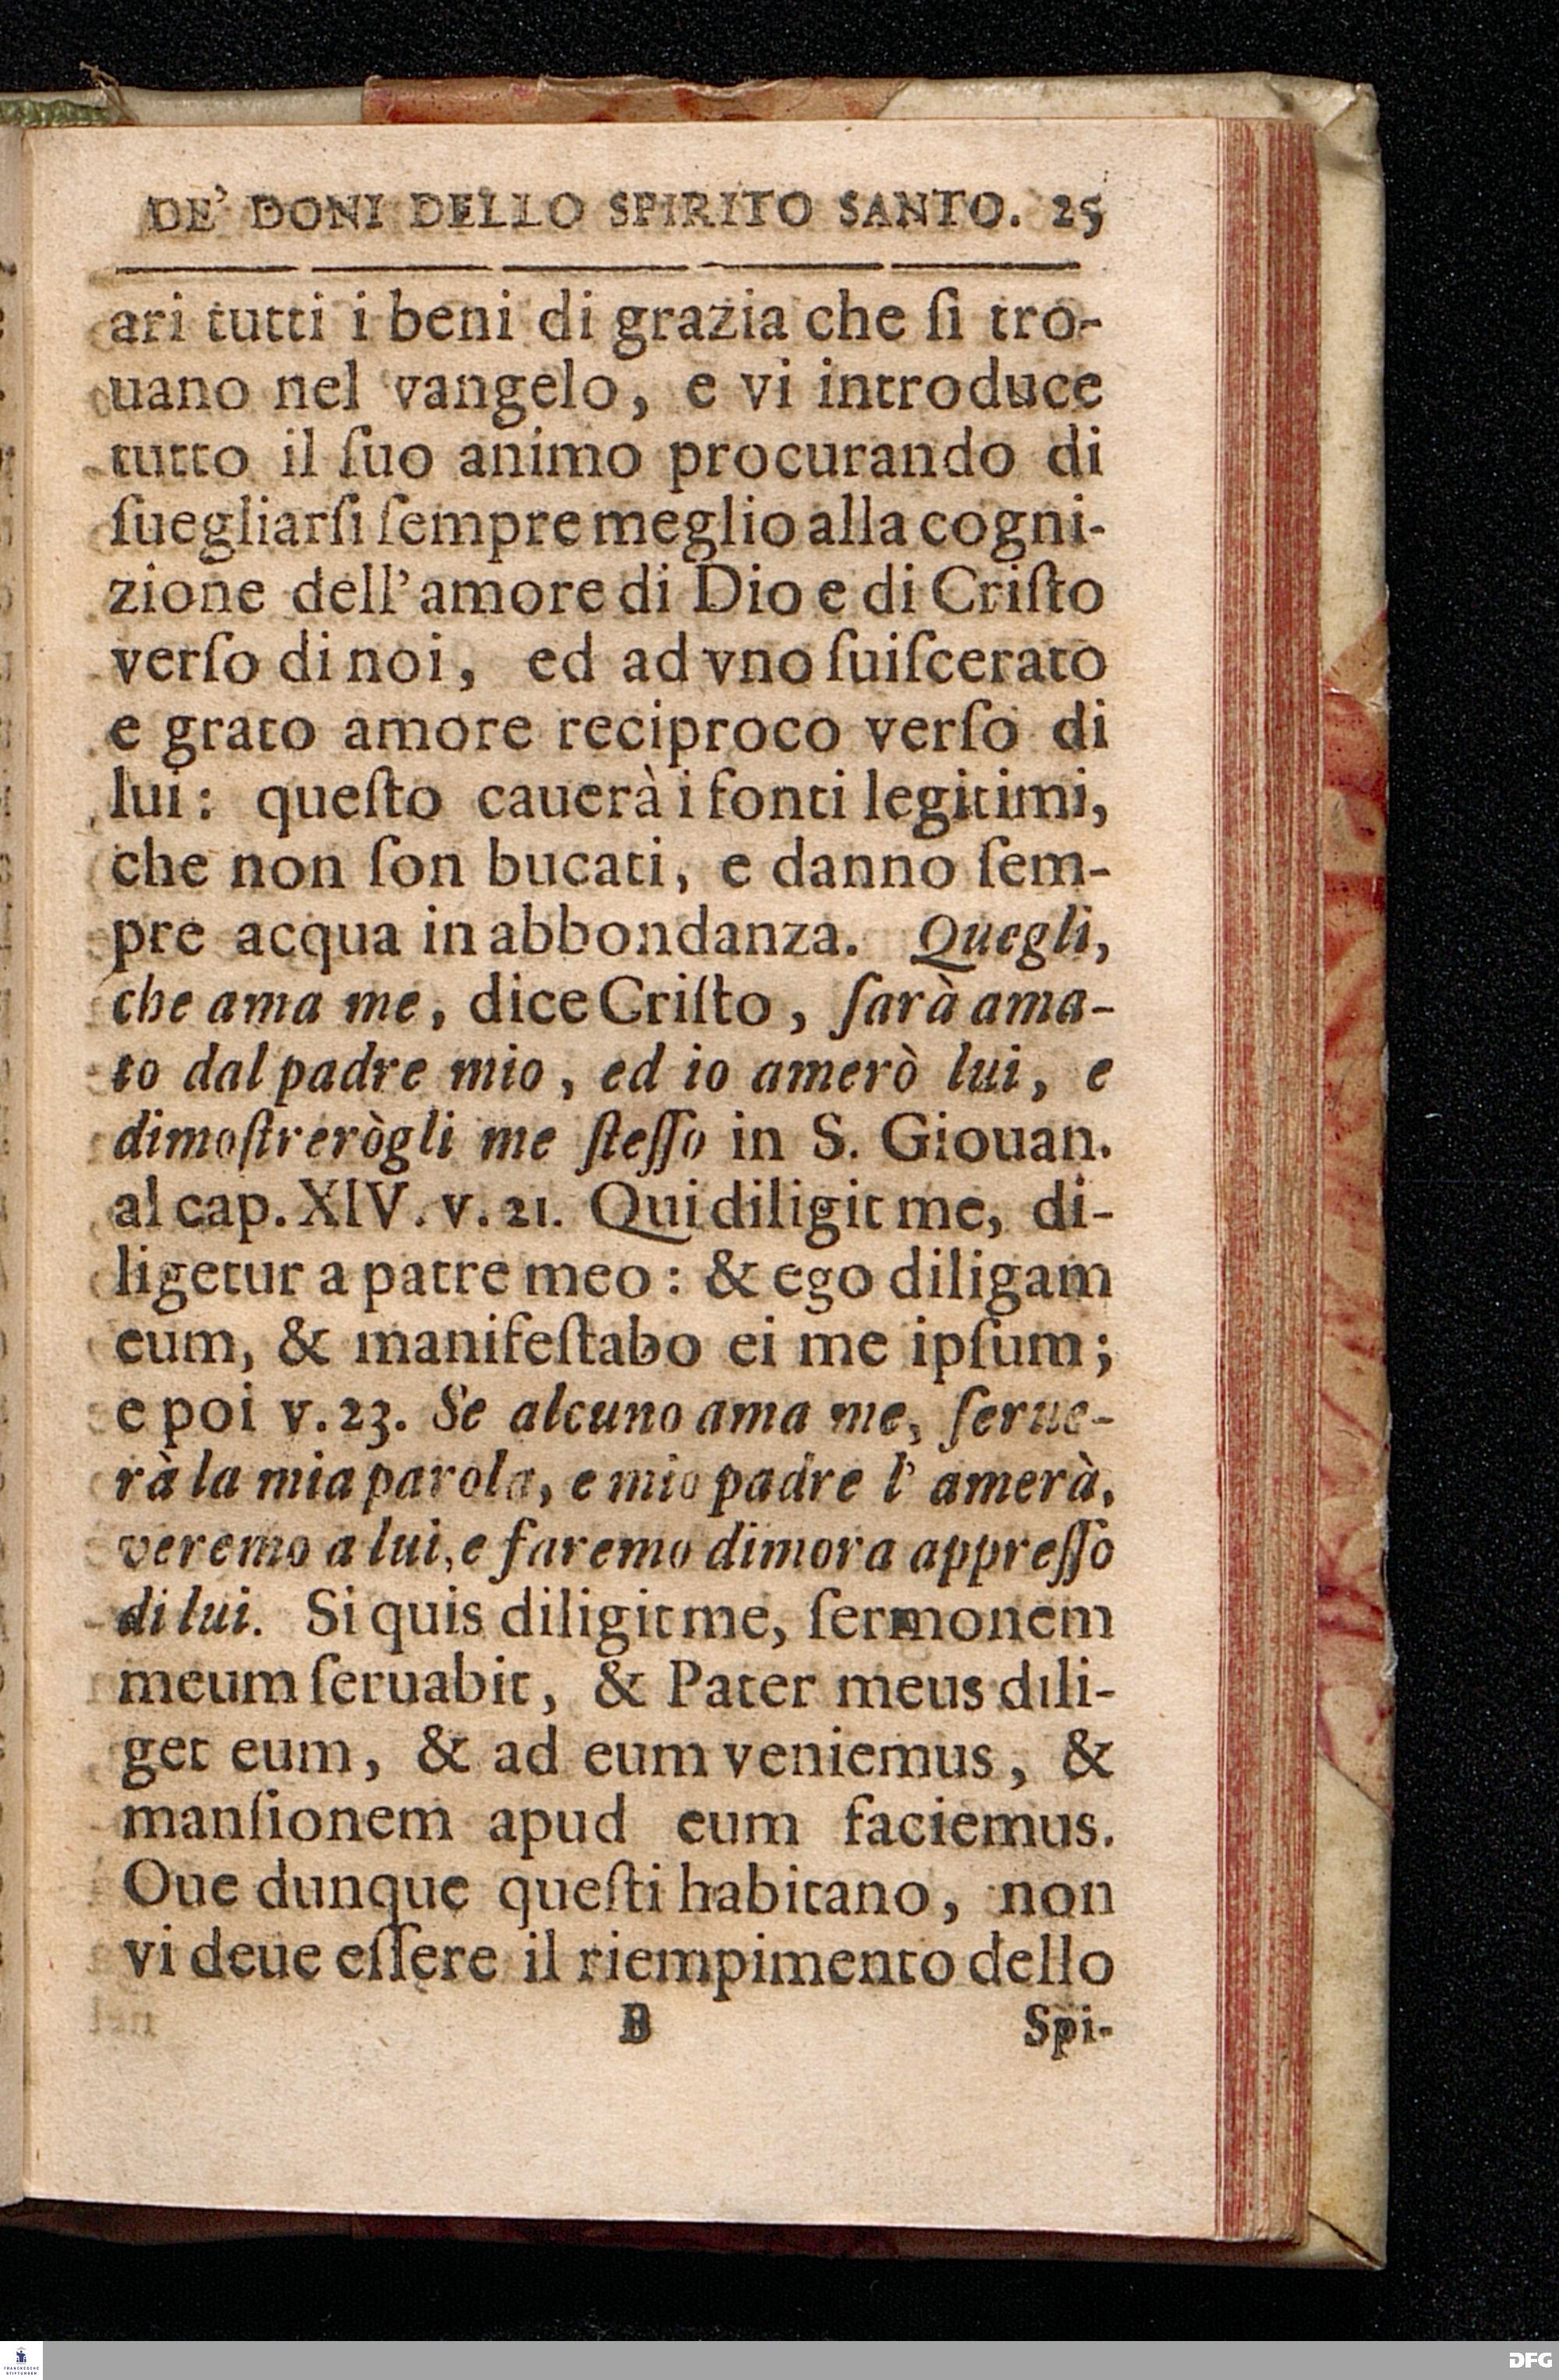 DE' DONI DELLO SPIRITO SANTO. 25
ari tutti i beni di grazia che ſi tro-
uano nel vangelo, e vi introduce
tutto il ſuo animo procurando di
ſuegliarſi ſempre meglio alla cogni-
zione dell'amore di Dio e di Criſto
verſo di noi, ed ad vno ſuiſcerato
e grato amore reciproco verſo di
lui: queſto cauerà i fonti legitimi,
che non ſon bucati, e danno ſem-
pre acqua in abbondanza. Quegli,
che ama me, dice Criſto, ſarà ama-
to dal padre mio, ed io amerò lui, e
dimoſtrerògli me ſteſſo in S. Giouan.
al cap. XIV. v. 21. Qui diligit me, di-
ligetur a patre meo: & ego diligam
eum, & manifeſtabo ei me ipſum;
e poi v. 23. Se alcuno ama me, ſerue-
rà la mia parola, e mio padre l' amerà,
veremo a lui, e faremo dimora appreſſo
di lui. Si quis diligit me, ſermonem
meum ſeruabit, & Pater meus dili-
get eum, & ad eum veniemus, &
manſionem apud eum faciemus.
Oue dunque queſti habitano, non
vi deue eſſere il riempimento dello
B Spi-
FRANCKESCHE
STIFTUNGEN
DFG